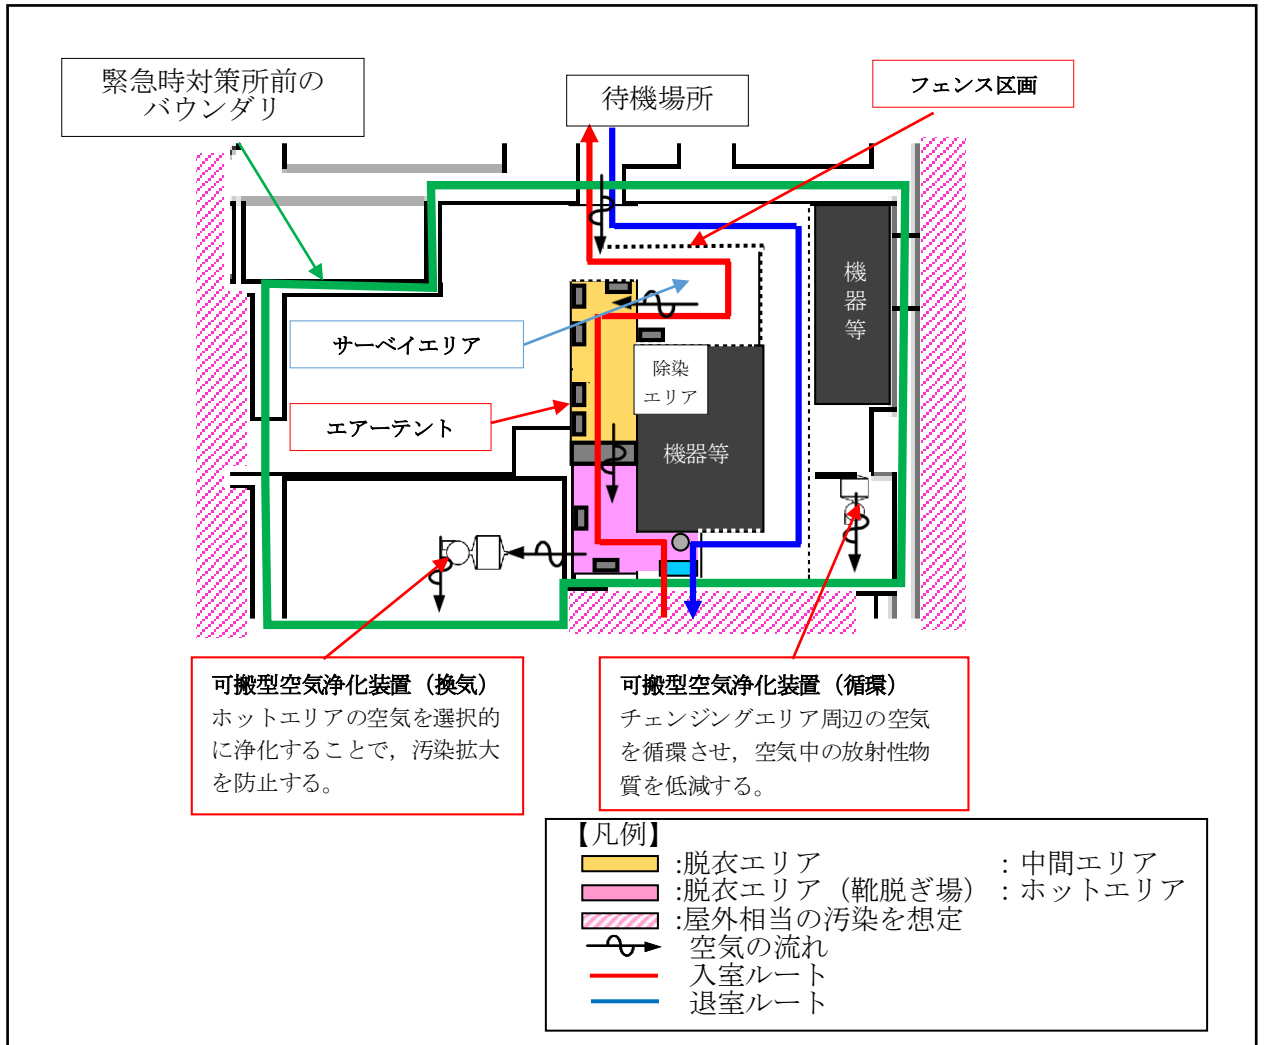 緊急時対策所前の
バウンダリ
待機場所
フェンス区画
機
器
等
サーベイエリア
除染
エリア
エアーテント
機器等
可搬型空気浄化装置（換気）
ホットエリアの空気を選択的
に浄化することで，汚染拡大
を防止する。
可搬型空気浄化装置（循環）
チェンジングエリア周辺の空気
を循環させ，空気中の放射性物
質を低減する。
【凡例】
:脱衣エリア　　　　　　　：中間エリア
:脱衣エリア（靴脱ぎ場）：ホットエリア
:屋外相当の汚染を想定
空気の流れ
入室ルート
退室ルート